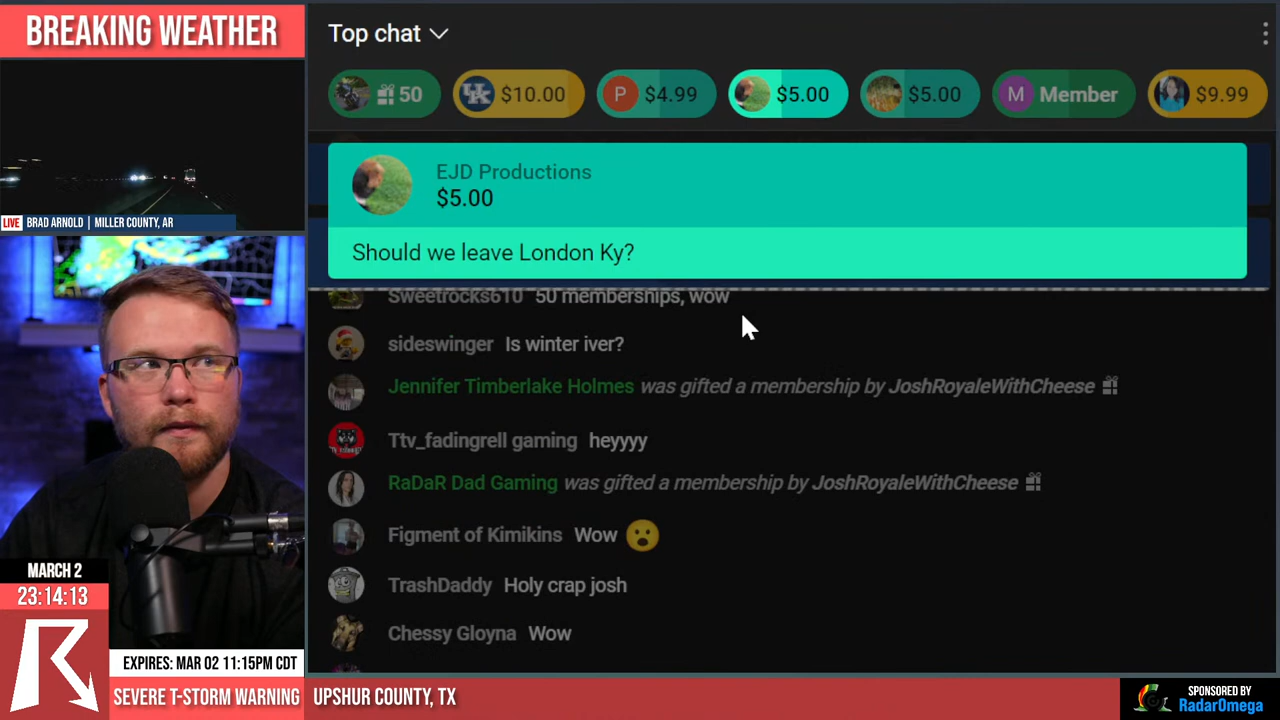 BREAKING WEATHER
LIVE BRAD ARNOLD | MILLER COUNTY, AR
Top chat
50
$10.00
P $4.99
$5.00
$5.00
M Member
$9.99
EJD Productions
$5.00
Should we leave London Ky?
Sweetrocks610 50 memberships, wow
sideswinger Is winter iver?
Jennifer Timberlake Holmes was gifted a membership by JoshRoyaleWithCheese
Ttv_fadingrell gaming heyyyy
RaDaR Dad Gaming was gifted a membership by JoshRoyaleWithCheese
Figment of Kimikins Wow
TrashDaddy Holy crap josh
Chessy Gloyna Wow
MARCH 2
23:14:13
EXPIRES: MAR 02 11:15PM CDT
SEVERE T-STORM WARNING UPSHUR COUNTY, TX
SPONSORED BY
RadarOmega